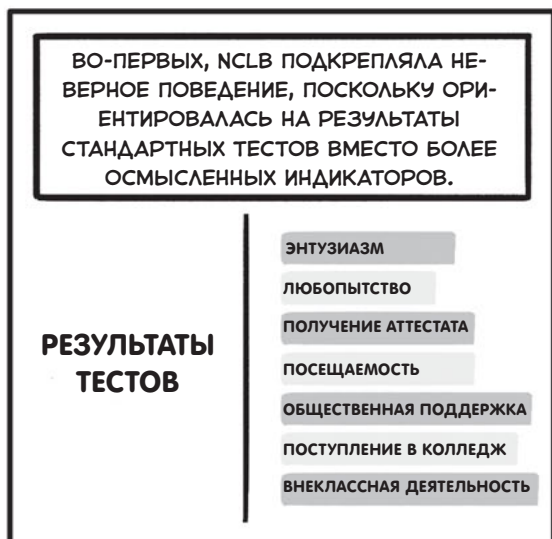 ВО-ПЕРВЫХ, NCLB ПОДКРЕПЛЯЛА НЕ-
ВЕРНОЕ ПОВЕДЕНИЕ, ПОСКОЛЬКУ ОРИ-
ЕНТИРОВАЛАСЬ НА РЕЗУЛЬТАТЫ
СТАНДАРТНЫХ ТЕСТОВ ВМЕСТО БОЛЕЕ
ОСМЫСЛЕННЫХ ИНДИКАТОРОВ.
РЕЗУЛЬТАТЫ
ТЕСТОВ
ЭНТУЗИАЗМ
ЛЮБОПЫТСТВО
ПОЛУЧЕНИЕ АТТЕСТАТА
ПОСЕЩАЕМОСТЬ
ОБЩЕСТВЕННАЯ ПОДДЕРЖКА
ПОСТУПЛЕНИЕ В КОЛЛЕДЖ
ВНЕКЛАССНАЯ ДЕЯТЕЛЬНОСТЬ